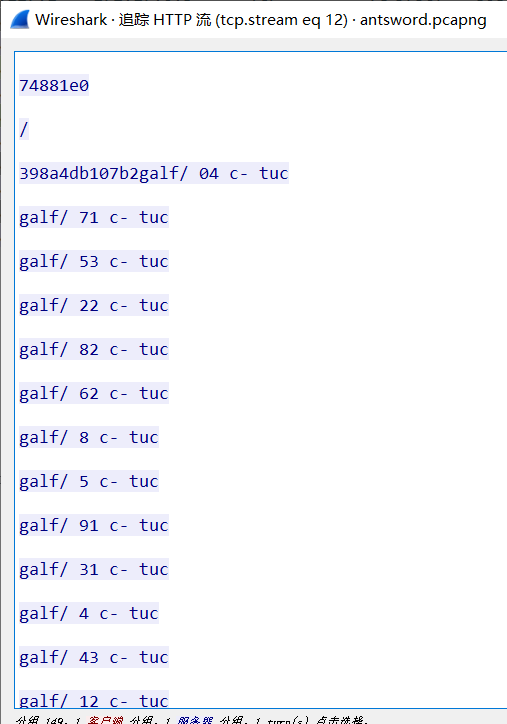 Wireshark · 追踪 HTTP 流 (tcp.stream eq 12) · antsword.pcapng
74881e0
/
398a4db107b2galf/ 04 c- tuc
galf/ 71 c- tuc
galf/ 53 c- tuc
galf/ 22 c- tuc
galf/ 82 c- tuc
galf/ 62 c- tuc
galf/ 8 c- tuc
galf/ 5 c- tuc
galf/ 91 c- tuc
galf/ 31 c- tuc
galf/ 4 c- tuc
galf/ 43 c- tuc
galf/ 12 c- tuc
分组 149。1 客户端 分组，1 服务器 分组，1 turn(s) 点击选择。